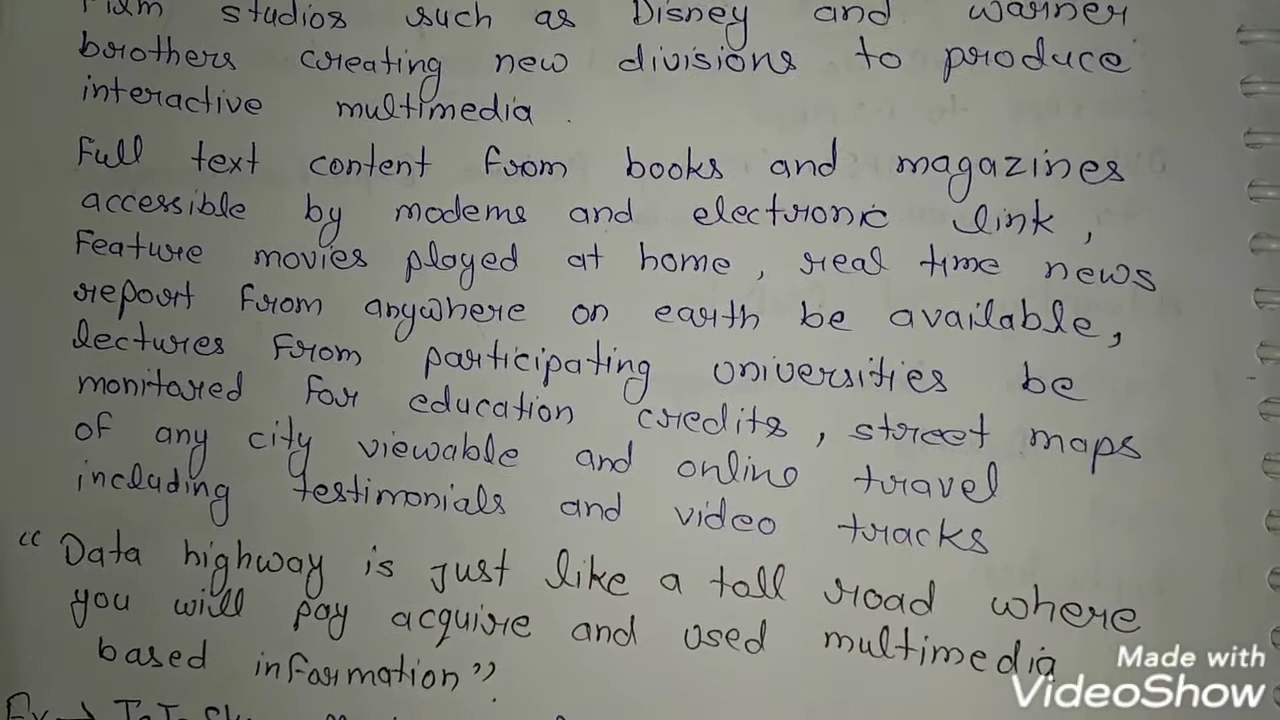 Film studios such as Disney and warner
brothers creating new divisions to produce
interactive multimedia.
Full text content from books and magazines
accessible by modems and electronic link,
Feature movies played at home, real time news
report from anywhere on earth be available,
lectures from participating universities be
monitored for education credits, street maps
of any city viewable and online travel
including testimonials and video tracks
"Data highway is just like a toll road where
you will pay acquire and used multimedia
based information"
Made with
VideoShow
Ex →